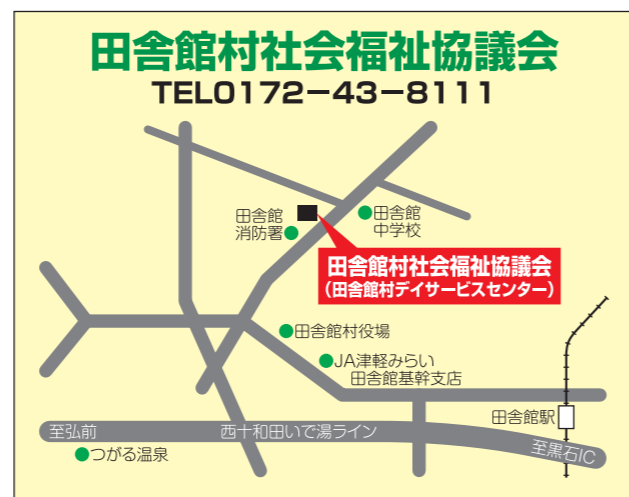 田舎館村社会福祉協議会
TEL0172−43−8111
田舎館
消防署
田舎館
中学校
田舎館村社会福祉協議会
（田舎館村デイサービスセンター）
田舎館村役場
JA津軽みらい
田舎館基幹支店
田舎館駅
至弘前
西十和田いで湯ライン
至黒石IC
つがる温泉